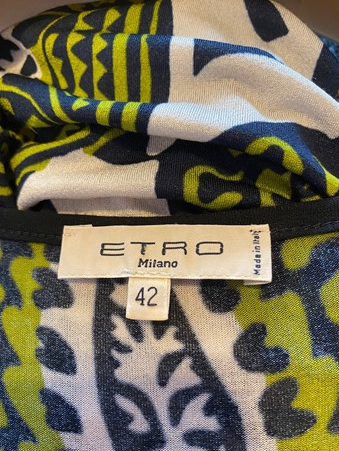 ETRO
Milano
Made in Italy
42